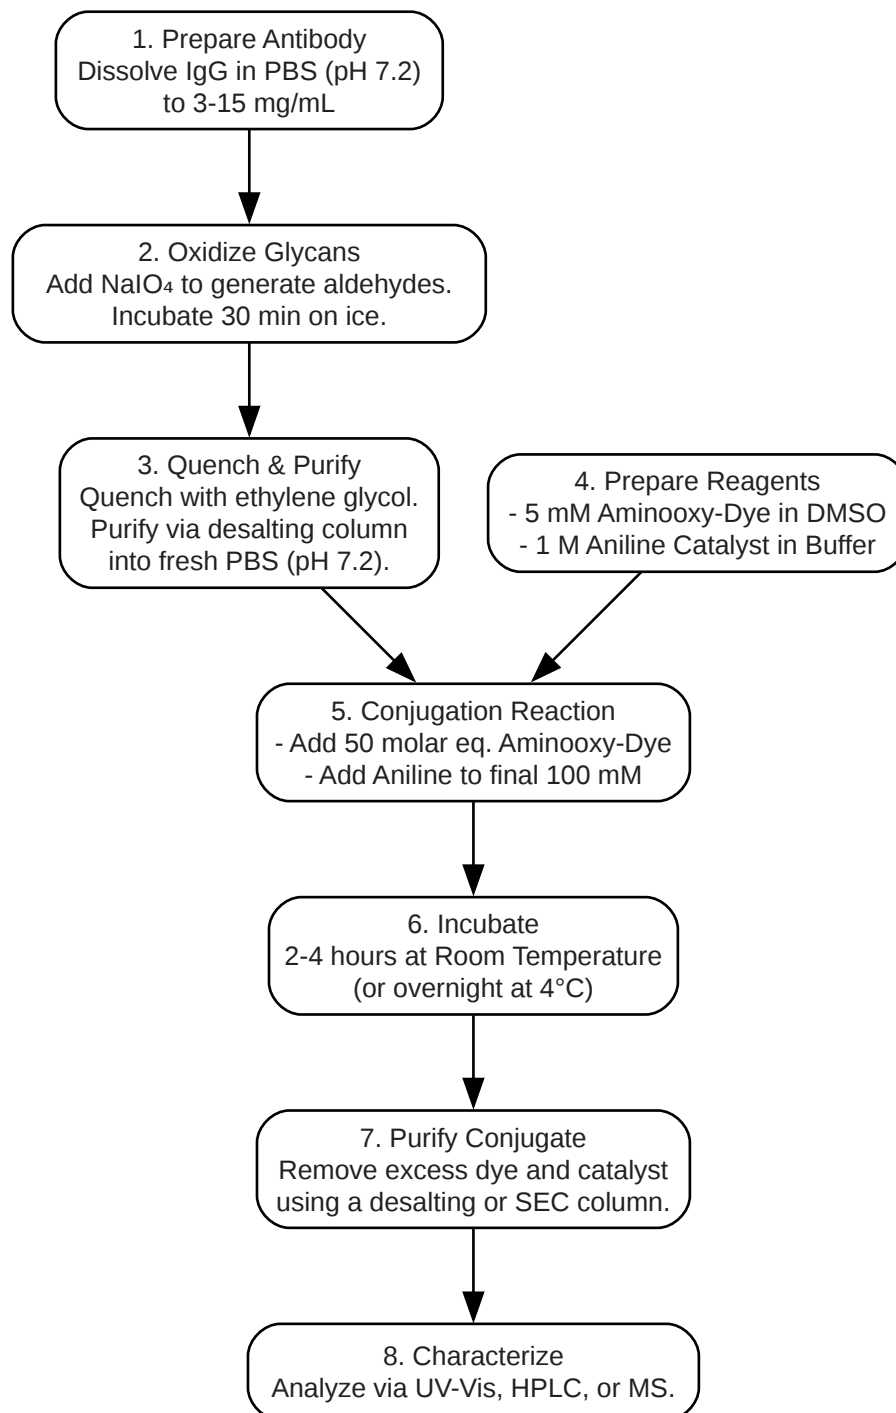 1. Prepare Antibody
Dissolve IgG in PBS (pH 7.2)
to 3-15 mg/mL
2. Oxidize Glycans
Add NaIO₄ to generate aldehydes.
Incubate 30 min on ice.
3. Quench & Purify
Quench with ethylene glycol.
Purify via desalting column
into fresh PBS (pH 7.2).
4. Prepare Reagents
- 5 mM Aminooxy-Dye in DMSO
- 1 M Aniline Catalyst in Buffer
5. Conjugation Reaction
- Add 50 molar eq. Aminooxy-Dye
- Add Aniline to final 100 mM
6. Incubate
2-4 hours at Room Temperature
(or overnight at 4°C)
7. Purify Conjugate
Remove excess dye and catalyst
using a desalting or SEC column.
8. Characterize
Analyze via UV-Vis, HPLC, or MS.